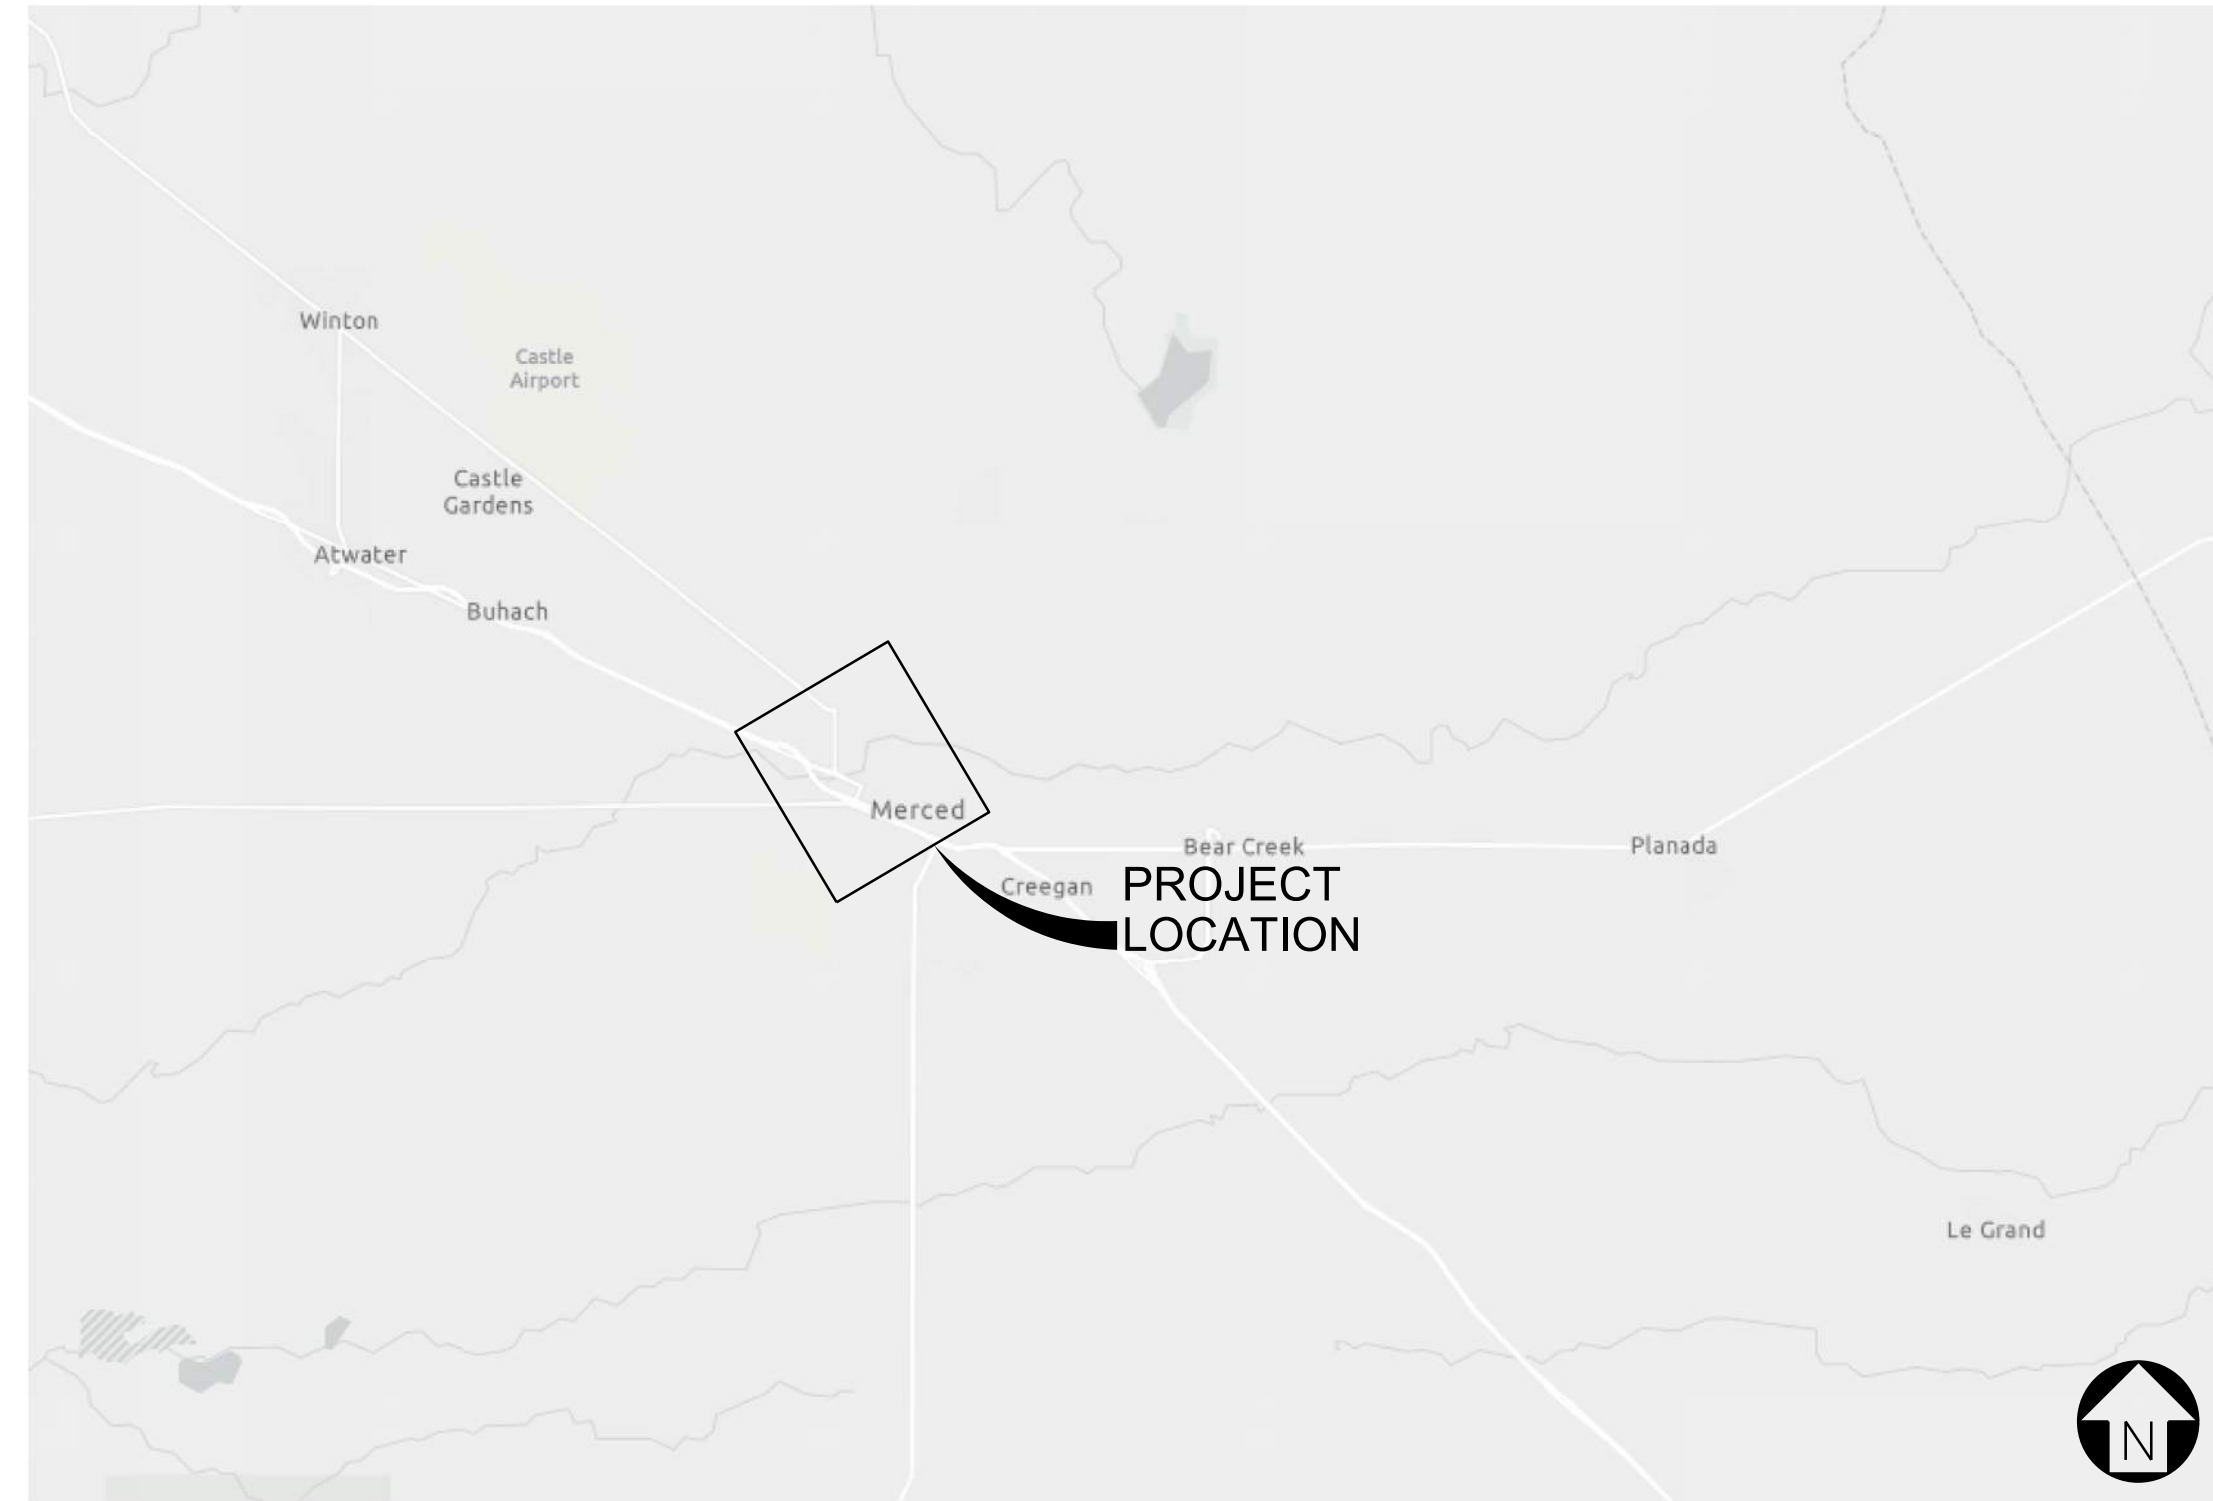 Winton
Castle
Airport
Castle
Gardens
Atwater
Buhach
Merced
Bear Creek
Planada
Creegan
PROJECT
LOCATION
Le Grand
N